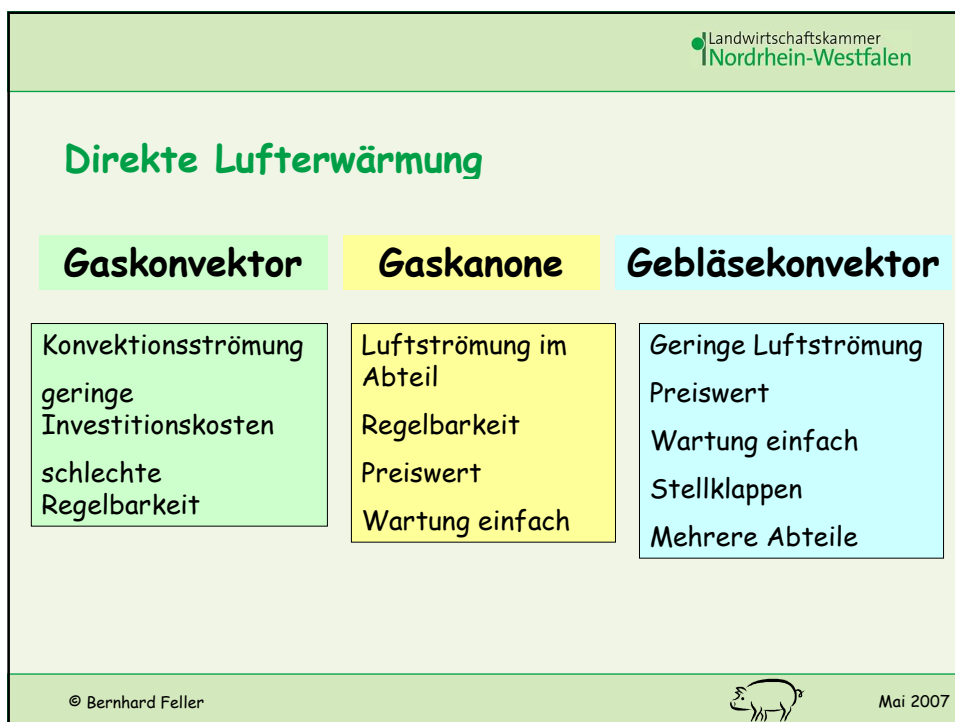 Landwirtschaftskammer
Nordrhein-Westfalen
Direkte Lufterwärmung
Gaskonvektor
Konvektionsströmung
geringe
Investitionskosten
schlechte
Regelbarkeit
Gaskanone
Luftströmung im
Abteil
Regelbarkeit
Preiswert
Wartung einfach
Gebläsekonvektor
Geringe Luftströmung
Preiswert
Wartung einfach
Stellklappen
Mehrere Abteile
© Bernhard Feller
Mai 2007